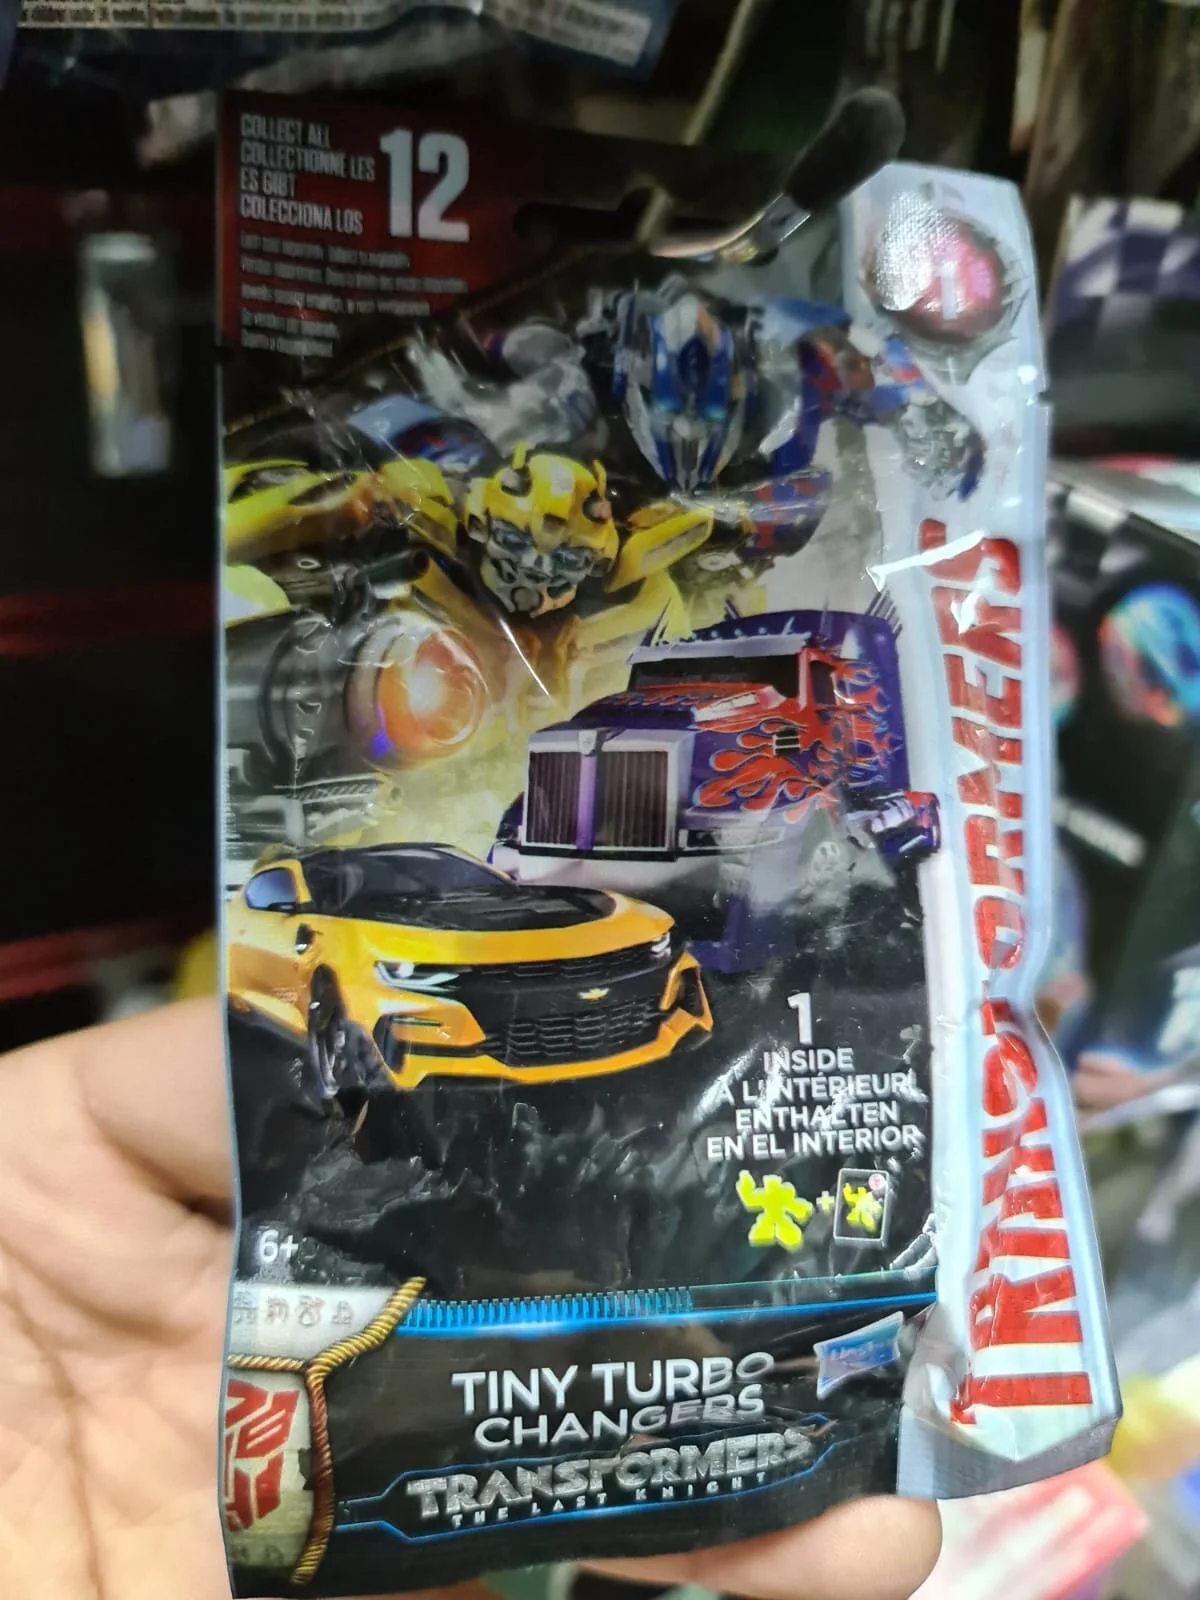 COLLECT ALL
COLLECTIONNE LES
ES GIBT
COLECCIONA LOS
12
TRANSFORMERS
1
INSIDE
À L'INTÉRIEUR
ENTHALTEN
EN EL INTERIOR
+
6+
TINY TURBO
CHANGERS
TRANSFORMERS
THE LAST KNIGHT